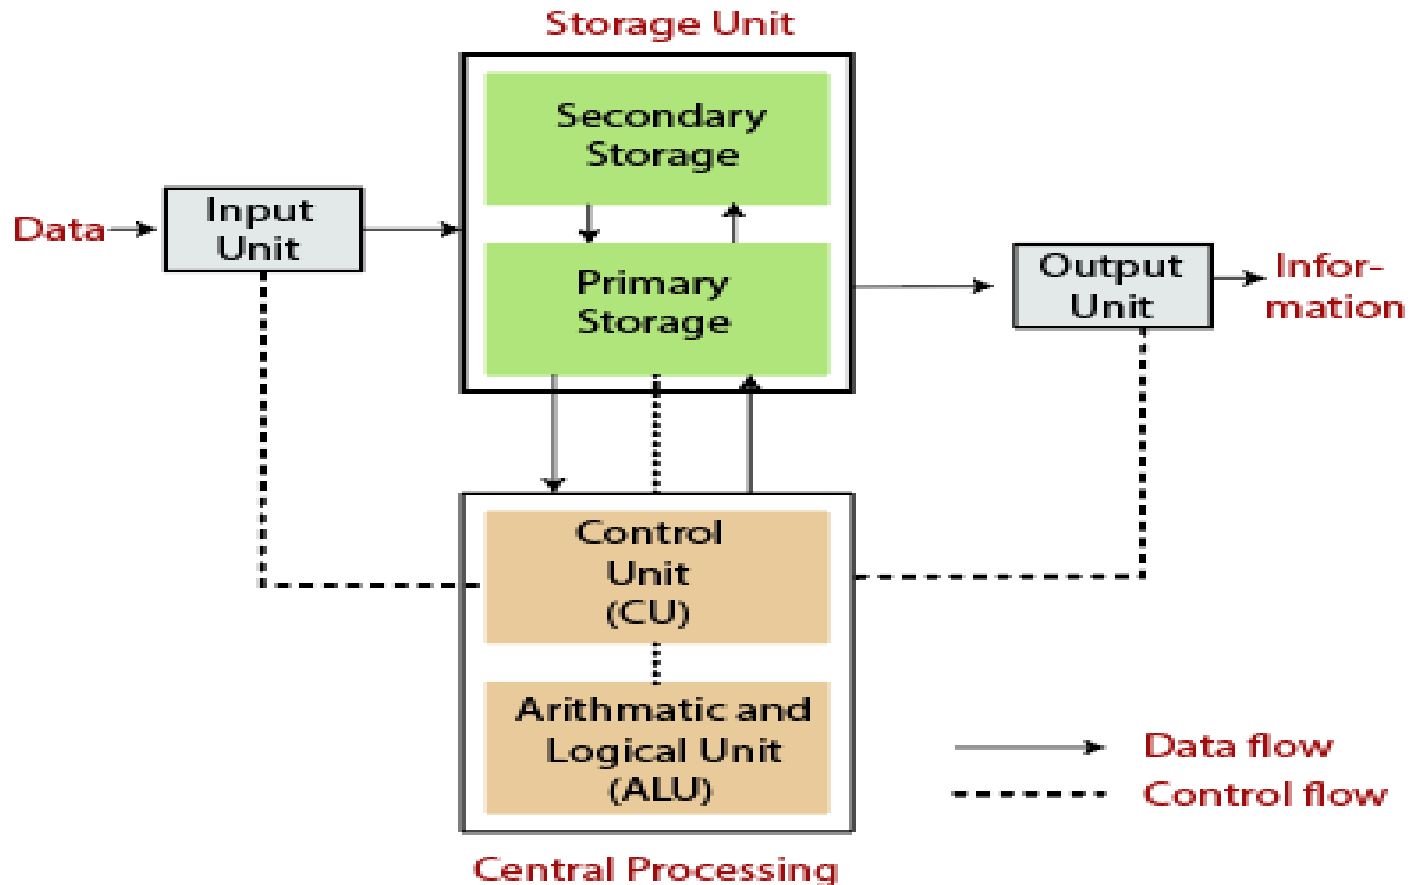 Storage Unit
Secondary
Storage
Data
Input
Unit
Primary
Storage
Output
Unit
Infor-
mation
Control
Unit
(CU)
Arithmatic and
Logical Unit
(ALU)
Data flow
Control flow
Central Processing